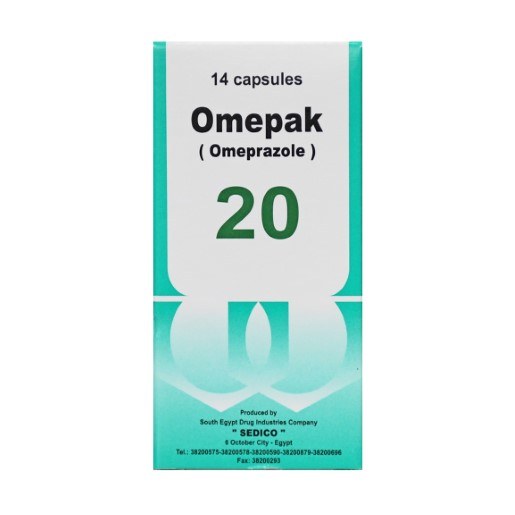 14 capsules
Omepak
( Omeprazole )
20
Produced by
South Egypt Drug Industries Company
" SEDICO "
6 October City - Egypt
Tel.: 38200575-38200578-38200590-38200879-38200696
Fax: 38200293